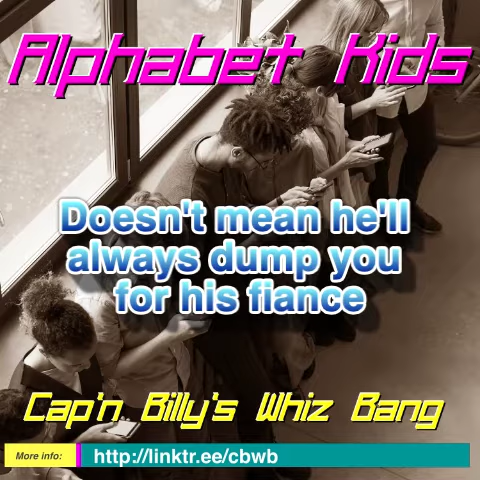 Alphabet Kids
Doesn't mean he'll
always dump you
for his fiance
Cap'n Billy's Whiz Bang
More info: http://linktr.ee/cbwb